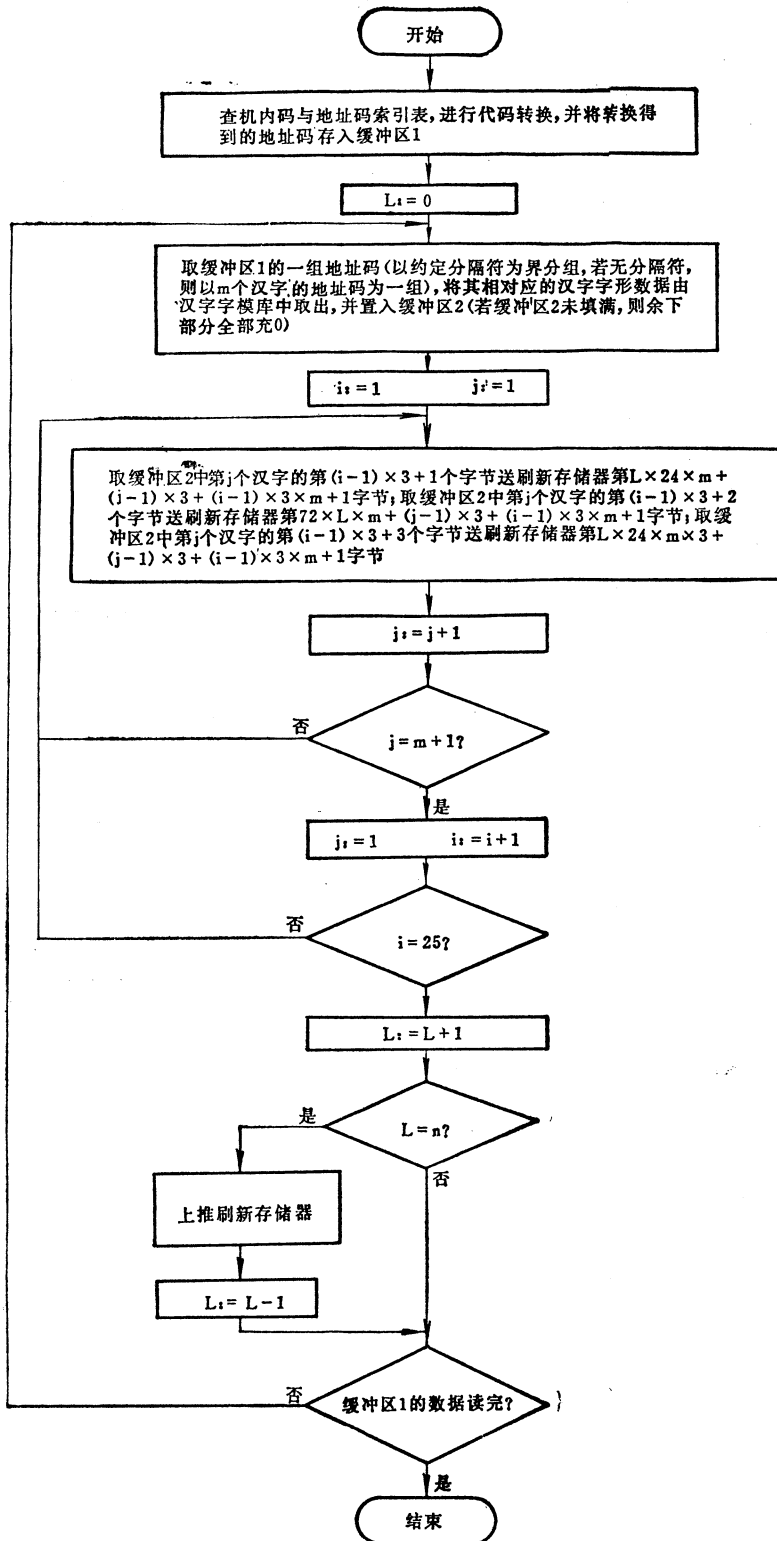 开始
查机内码与地址码索引表,进行代码转换,并将转换得
到的地址码存入缓冲区1
L:=0
取缓冲区1的一组地址码(以约定分隔符为界分组,若无分隔符,
则以m个汉字的地址码为一组),将其相对应的汉字字形数据由
汉字字模库中取出,并置入缓冲区2(若缓冲区2未填满,则余下
部分全部充0)
i:=1 j:=1
取缓冲区2中第j个汉字的第(i-1)×3+1个字节送刷新存储器第L×24×m+
(j-1)×3+(i-1)×3×m+1字节;取缓冲区2中第j个汉字的第(i-1)×3+2
个字节送刷新存储器第72×L×m+(j-1)×3+(i-1)×3×m+1字节;取缓
冲区2中第j个汉字的第(i-1)×3+3个字节送刷新存储器第L×24×m×3+
(j-1)×3+(i-1)×3×m+1字节
j:=j+1
否
j=m+1?
是
j:=1 i:=i+1
否
i=25?
L:=L+1
是
L=n?
否
上推刷新存储器
L:=L-1
否
缓冲区1的数据读完?
是
结束